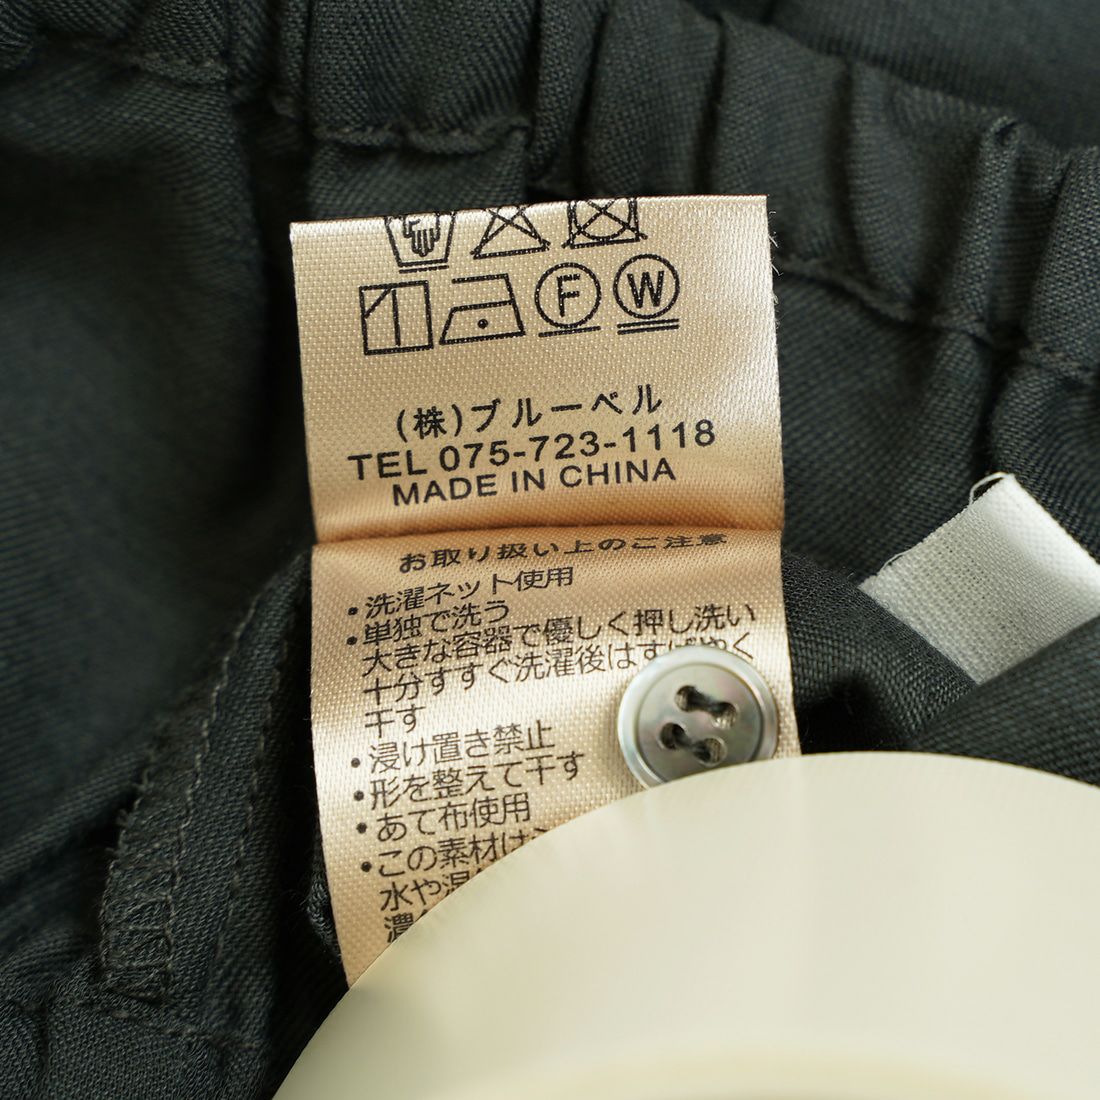 F W
(株)ブルーベル
TEL 075-723-1118
MADE IN CHINA
お取り扱い上のご注意
・洗濯ネット使用
・単独で洗う
大きな容器で優しく押し洗い
十分すすぐ洗濯後はすばやく
干す
・浸け置き禁止
・形を整えて干す
・あて布使用
・この素材は
水や
濃